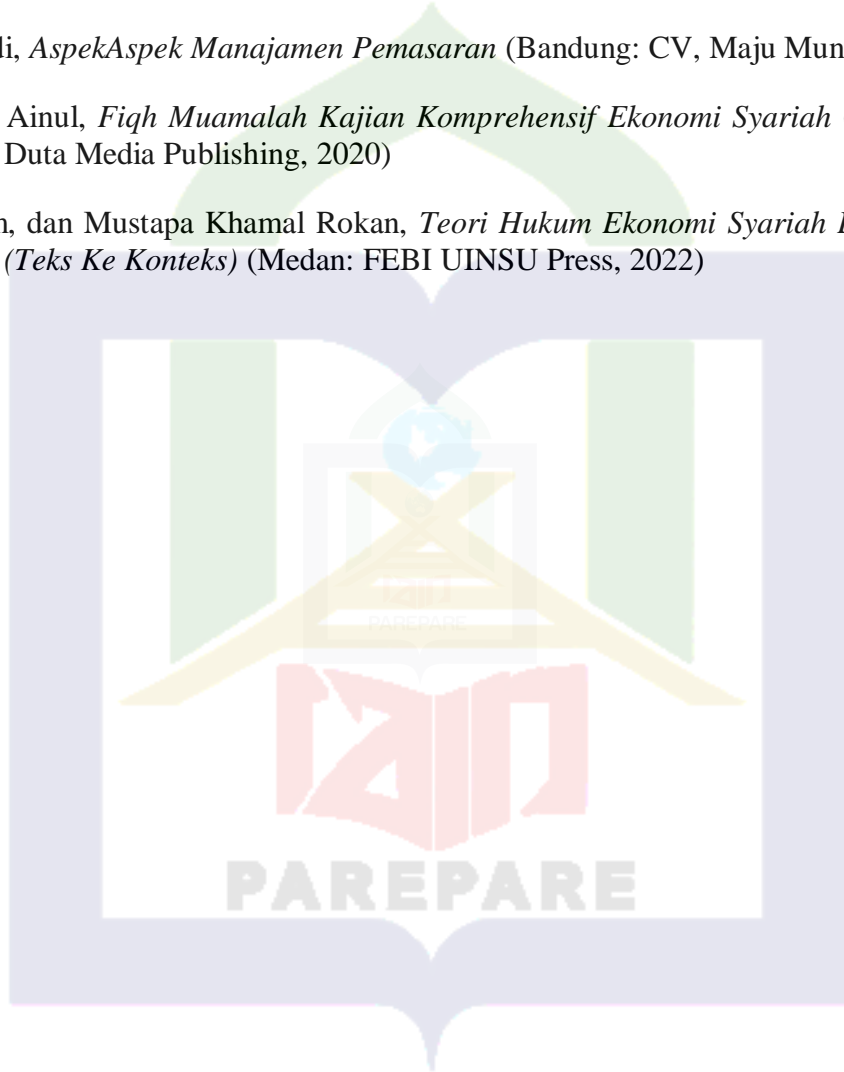 di, AspekAspek Manajamen Pemasaran (Bandung: CV, Maju Mun
Ainul, Fiqh Muamalah Kajian Komprehensif Ekonomi Syariah
Duta Media Publishing, 2020)
dan Mustapa Khamal Rokan, Teori Hukum Ekonomi Syariah
(Teks Ke Konteks) (Medan: FEBI UINSU Press, 2022)
PAREPARE
PAREPARE